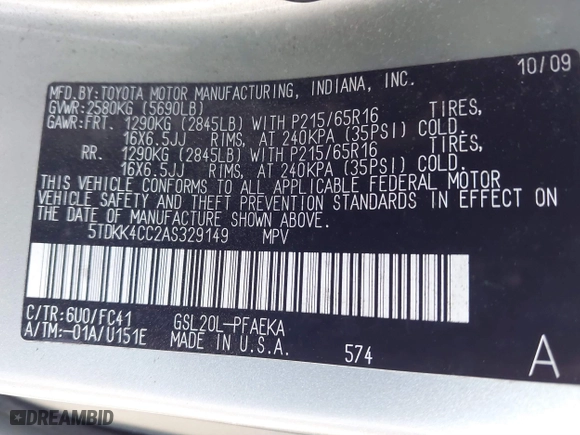 MFD.BY:TOYOTA MOTOR MANUFACTURING, INDIANA, INC. 10/09
GVWR:2580KG (5690LB)
GAWR:FRT. 1290KG (2845LB) WITH P215/65R16 TIRES,
16X6.5JJ RIMS, AT 240KPA (35PSI) COLD.
RR. 1290KG (2845LB) WITH P215/65R16 TIRES,
16X6.5JJ RIMS, AT 240KPA (35PSI) COLD.
THIS VEHICLE CONFORMS TO ALL APPLICABLE FEDERAL MOTOR
VEHICLE SAFETY AND THEFT PREVENTION STANDARDS IN EFFECT ON
THE DATE OF MANUFACTURE SHOWN ABOVE.
5TDKK4CC2AS329149 MPV
C/TR:6U0/FC41 GSL20L-PFAEKA
A/TM:-01A/U151E MADE IN U.S.A. 574 A
DREAMBID